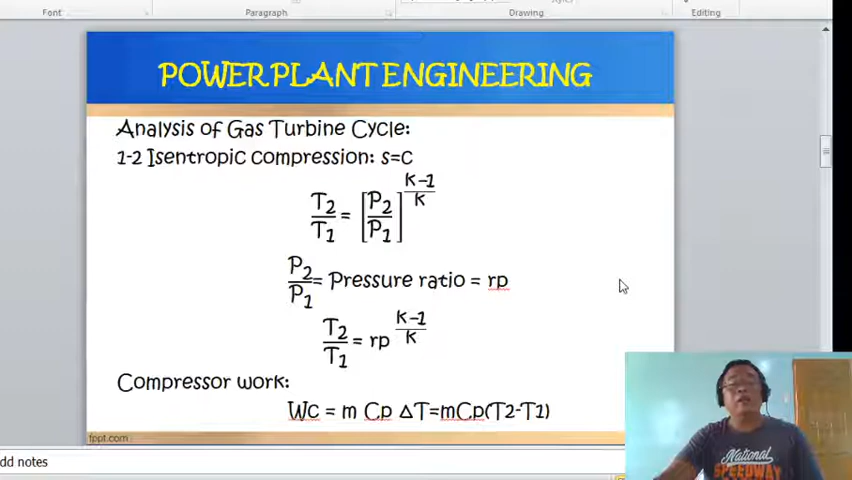 Font
Paragraph
Drawing
Editing
POWER PLANT ENGINEERING
Analysis of Gas Turbine Cycle:
1-2 Isentropic compression: s=c
T2/T1 = [P2/P1]^(K-1/K)
P2/P1 = Pressure ratio = rp
T2/T1 = rp^(K-1/K)
Compressor work:
Wc = m Cp ΔT=mCp(T2-T1)
fppt.com
dd notes
National
SPEEDWAY